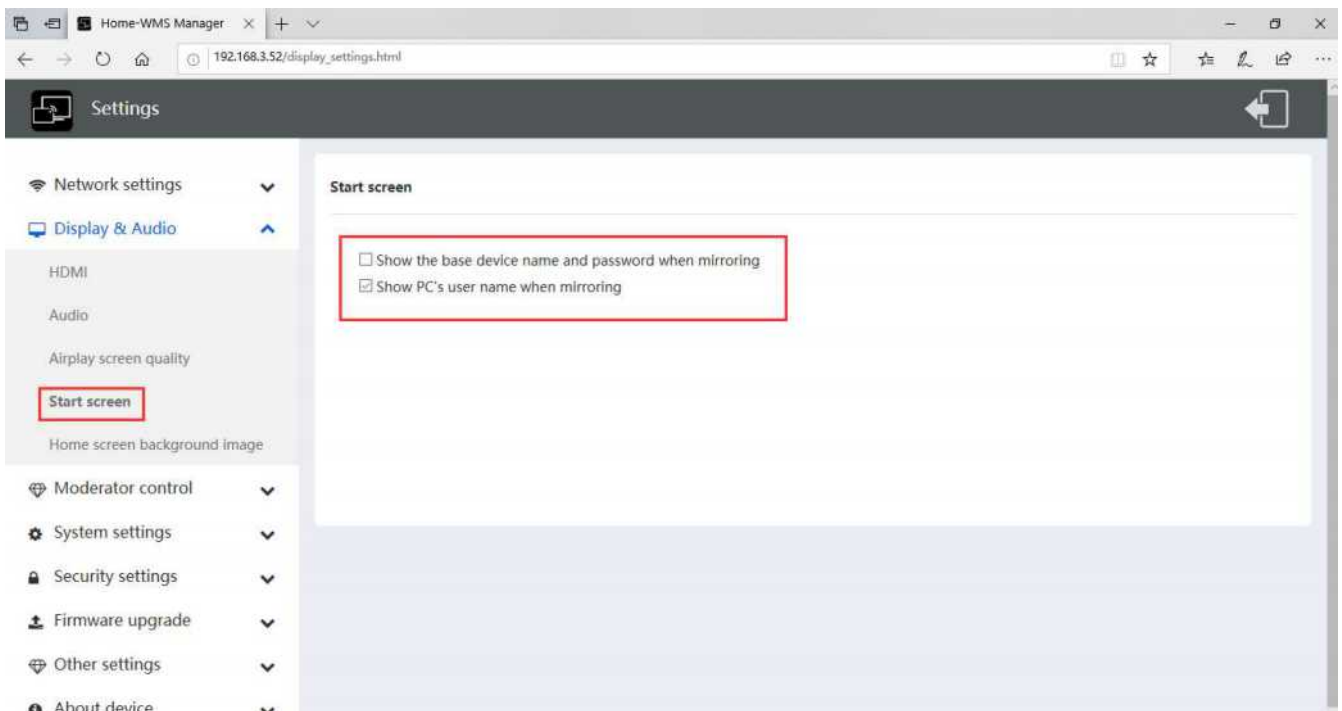 Home-WMS Manager
192.168.3.52/display_settings.html
Settings
Network settings
Display & Audio
HDMI
Audio
Airplay screen quality
Start screen
Home screen background image
Moderator control
System settings
Security settings
Firmware upgrade
Other settings
About device
Start screen
Show the base device name and password when mirroring
Show PC's user name when mirroring